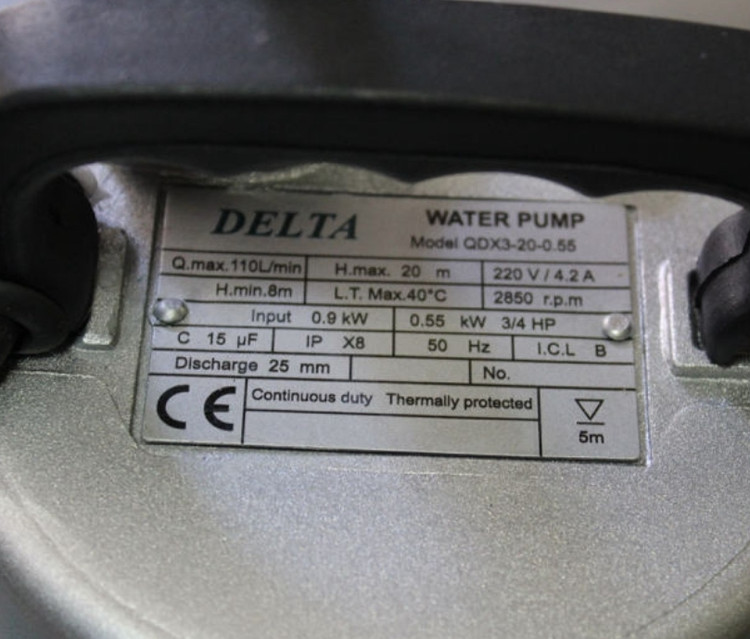 DELTA WATER PUMP
Model QDX3-20-0.55
Q.max.110L/min H.max. 20 m 220 V / 4.2 A
H.min.8m L.T. Max.40°C 2850 r.p.m
Input 0.9 kW 0.55 kW 3/4 HP
C 15 µF IP X8 50 Hz I.C.L B
Discharge 25 mm No.
CE Continuous duty Thermally protected
5m